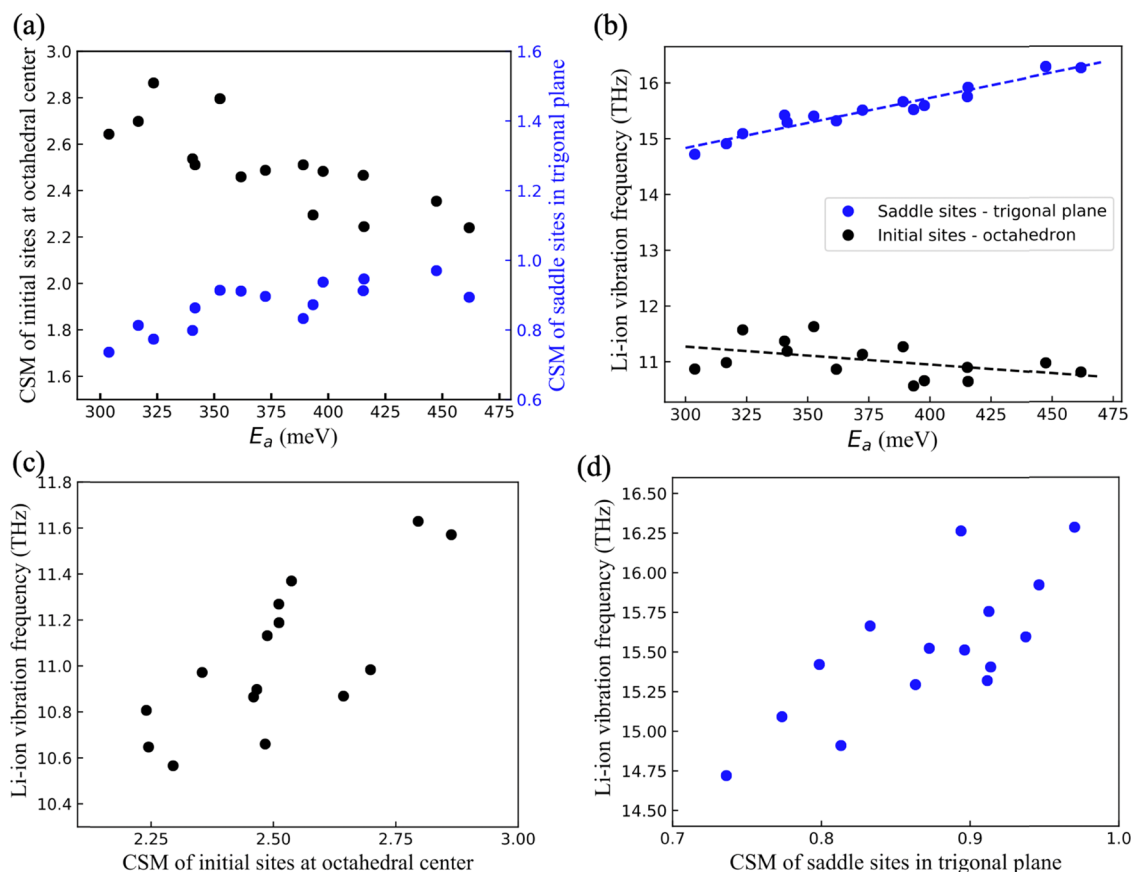 (a)
CSM of initial sites at octahedral center
3.0
2.8
2.6
2.4
2.2
2.0
1.8
1.6
1.6
1.4
1.2
1.0
0.8
0.6
CSM of saddle sites in trigonal plane
300 325 350 375 400 425 450 475
Ea (meV)
(b)
Li-ion vibration frequency (THz)
16
15
14
13
12
11
Saddle sites - trigonal plane
Initial sites - octahedron
300 325 350 375 400 425 450 475
Ea (meV)
(c)
Li-ion vibration frequency (THz)
11.8
11.6
11.4
11.2
11.0
10.8
10.6
10.4
2.25 2.50 2.75 3.00
CSM of initial sites at octahedral center
(d)
Li-ion vibration frequency (THz)
16.50
16.25
16.00
15.75
15.50
15.25
15.00
14.75
14.50
0.7 0.8 0.9 1.0
CSM of saddle sites in trigonal plane